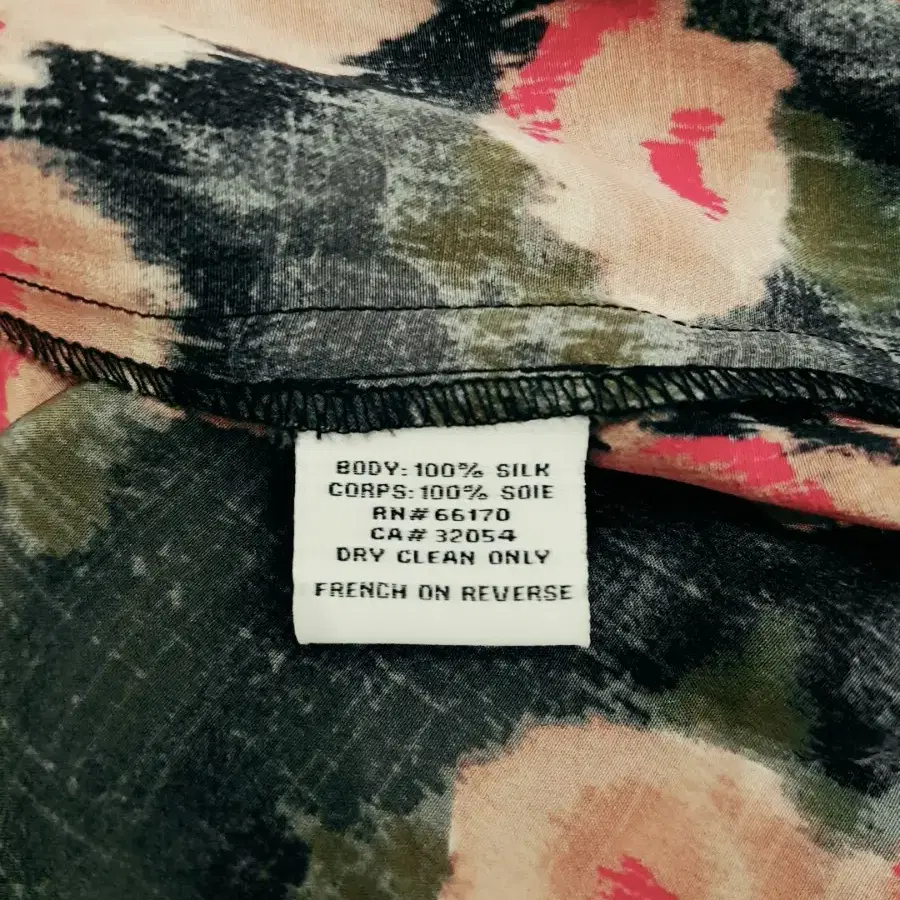 BODY: 100% SILK
CORPS: 100% SOIE
RN# 66170
CA# 32054
DRY CLEAN ONLY
FRENCH ON REVERSE